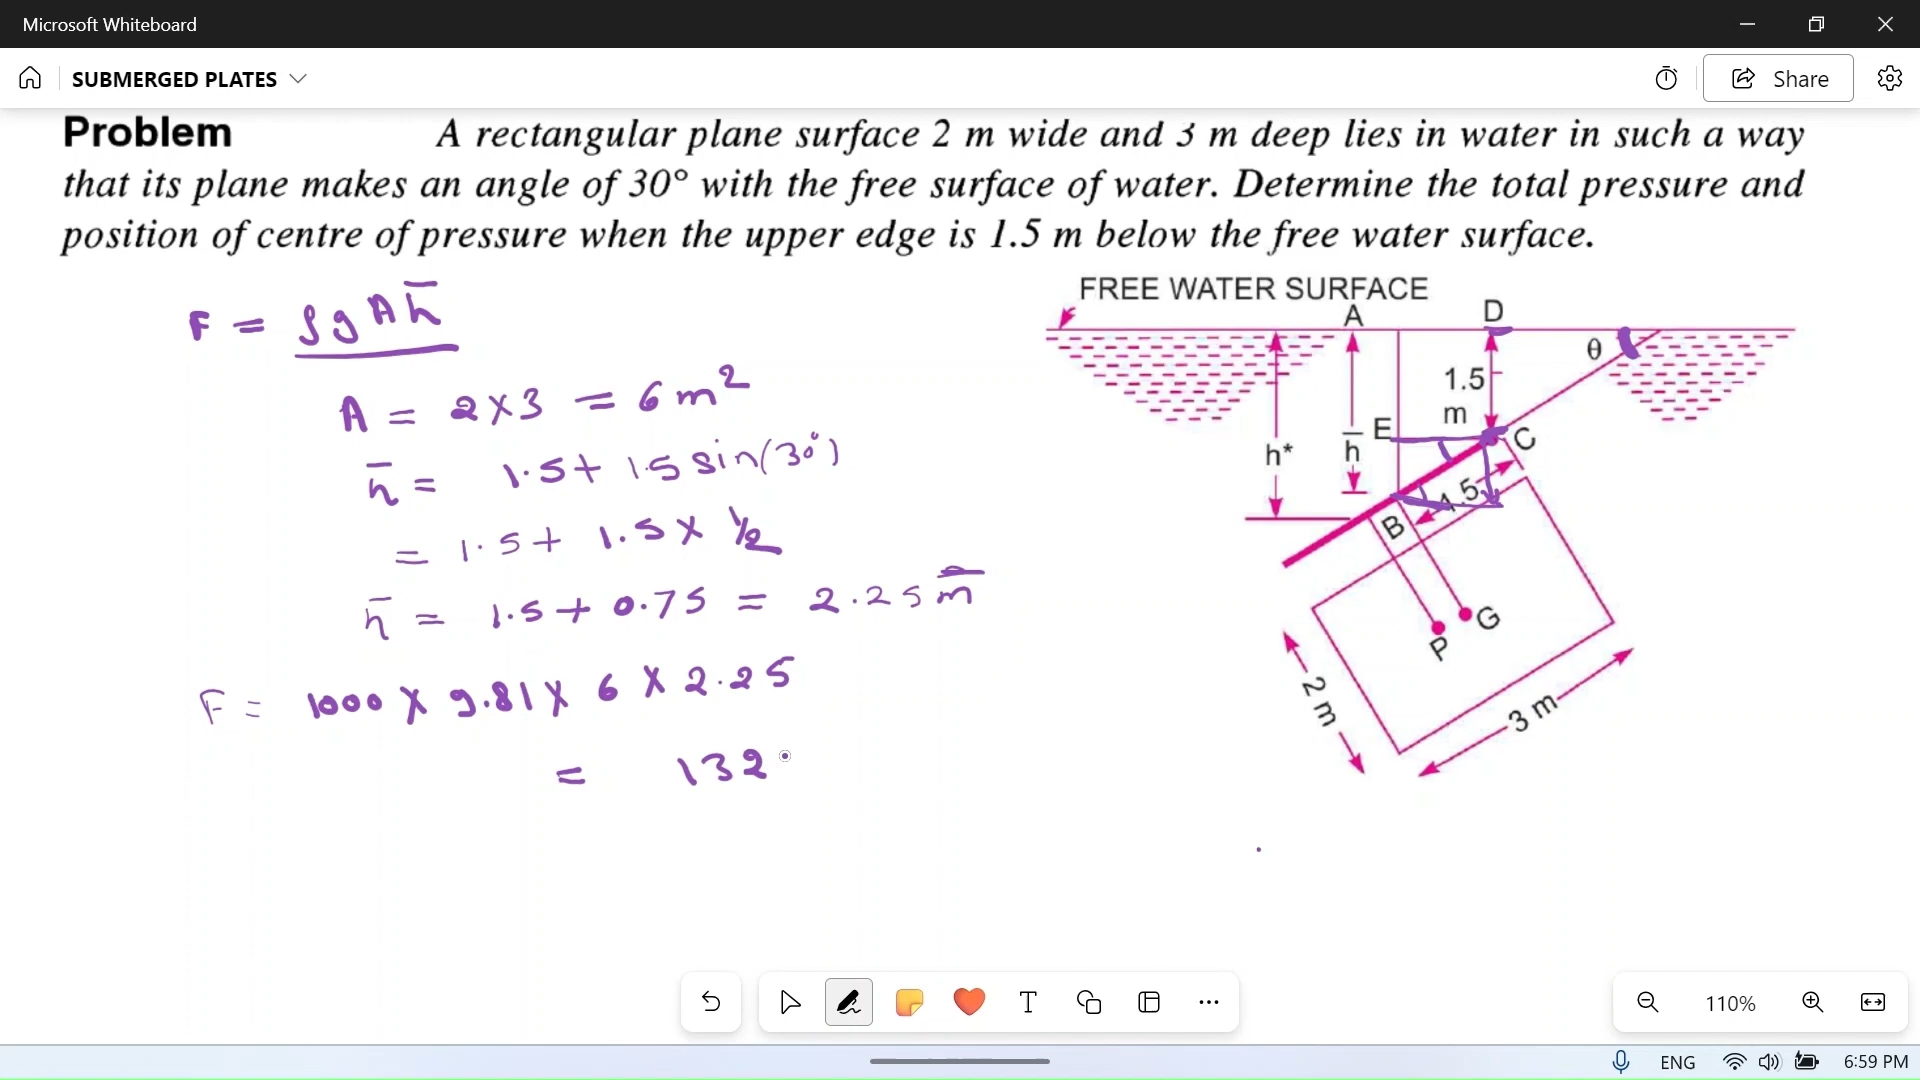 Microsoft Whiteboard
SUBMERGED PLATES
Share
Problem A rectangular plane surface 2 m wide and 3 m deep lies in water in such a way
that its plane makes an angle of 30° with the free surface of water. Determine the total pressure and
position of centre of pressure when the upper edge is 1.5 m below the free water surface.
F = ρgAh̄
A = 2×3 = 6m²
h̄ = 1.5+ 1.5 sin(30°)
= 1.5+ 1.5× ½
h̄ = 1.5+0.75 = 2.25 m
F = 1000 × 9.81 × 6 × 2.25
= 132
FREE WATER SURFACE
A
D
θ
1.5
m
E
C
h*
h̄
1.5
B
G
P
2 m
3 m
T
110%
ENG
6:59 PM